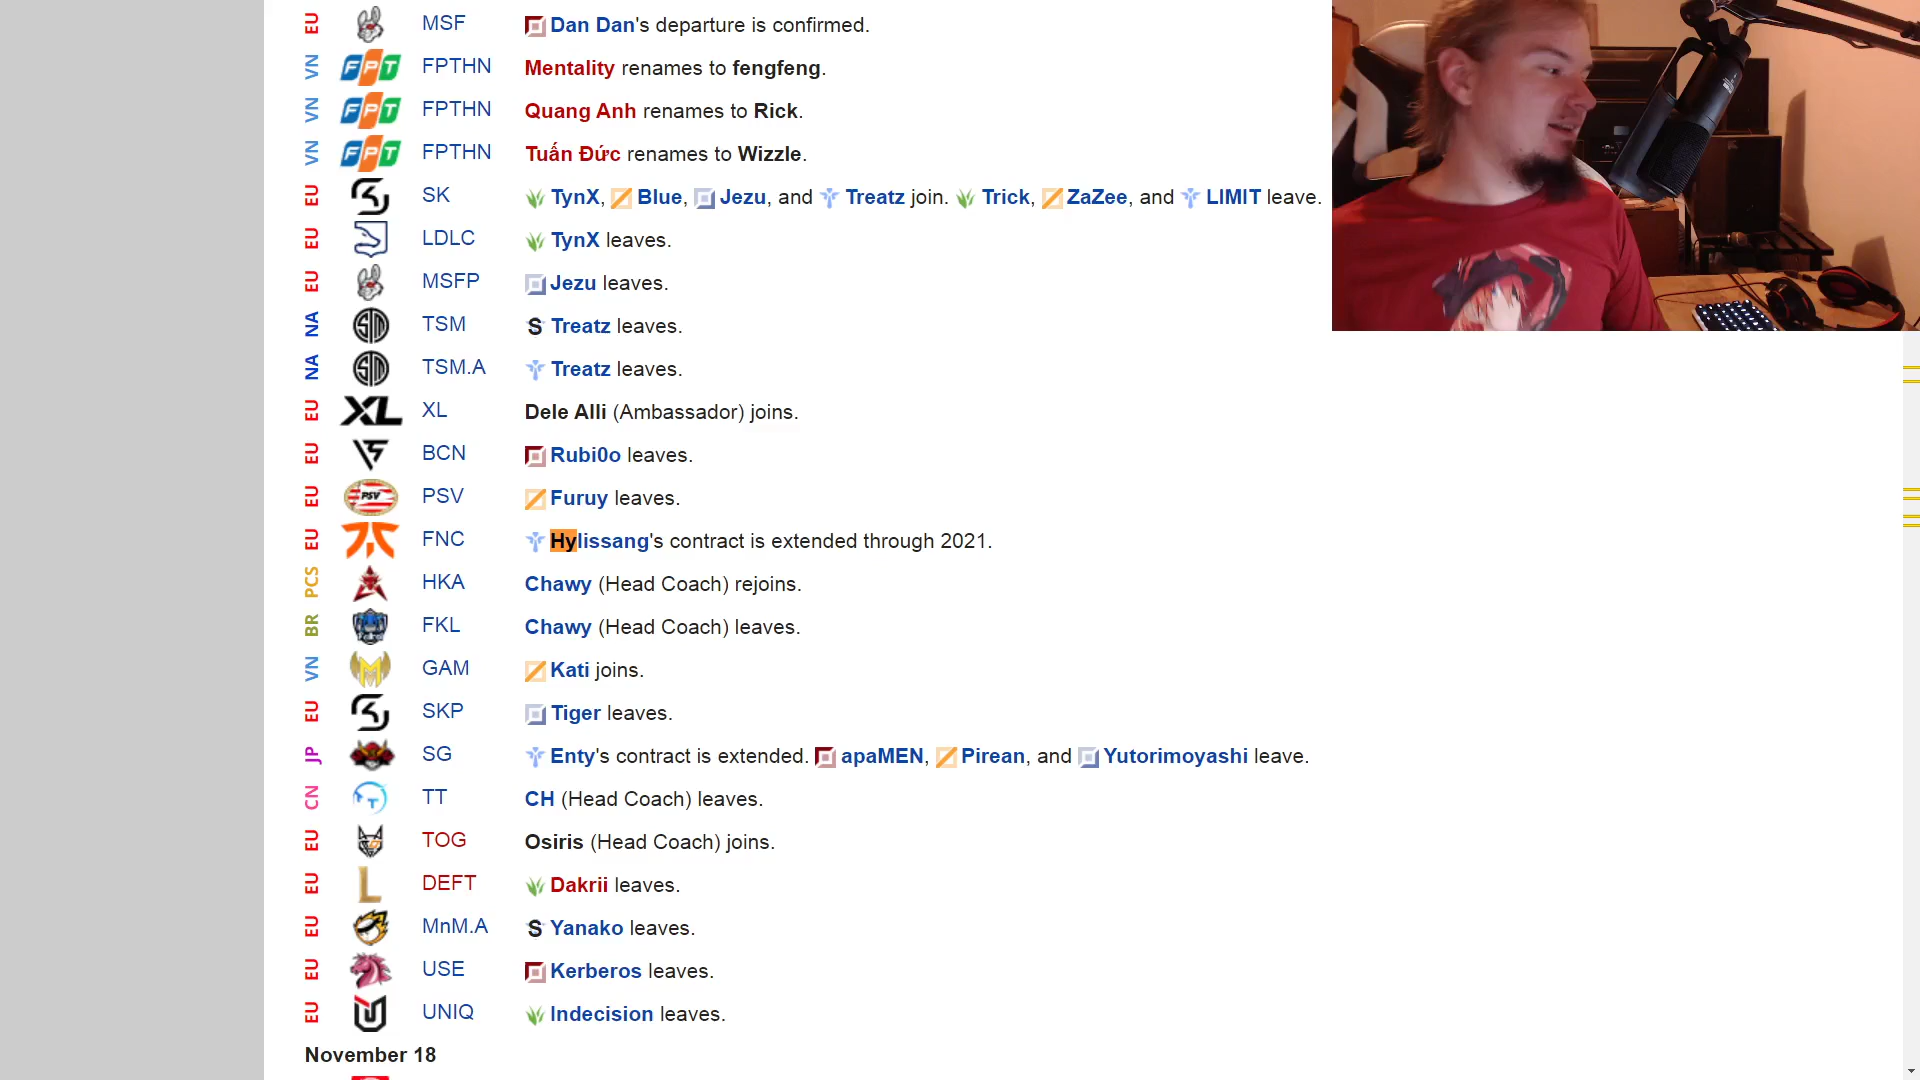 EU MSF Dan Dan's departure is confirmed.
VN FPT FPTHN Mentality renames to fengfeng.
VN FPT FPTHN Quang Anh renames to Rick.
VN FPT FPTHN Tuấn Đức renames to Wizzle.
EU SK TynX, Blue, Jezu, and Treatz join. Trick, ZaZee, and LIMIT leave.
EU LDLC TynX leaves.
EU MSFP Jezu leaves.
NA TSM S Treatz leaves.
NA TSM.A Treatz leaves.
EU XL XL Dele Alli (Ambassador) joins.
EU BCN Rubi0o leaves.
EU PSV PSV Furuy leaves.
EU FNC Hylissang's contract is extended through 2021.
PCS HKA Chawy (Head Coach) rejoins.
BR FKL Chawy (Head Coach) leaves.
VN GAM Kati joins.
EU SKP Tiger leaves.
JP SG Enty's contract is extended. apaMEN, Pirean, and Yutorimoyashi leave.
CN TT CH (Head Coach) leaves.
EU TOG Osiris (Head Coach) joins.
EU L DEFT Dakrii leaves.
EU MnM.A S Yanako leaves.
EU USE Kerberos leaves.
EU UNIQ Indecision leaves.
November 18